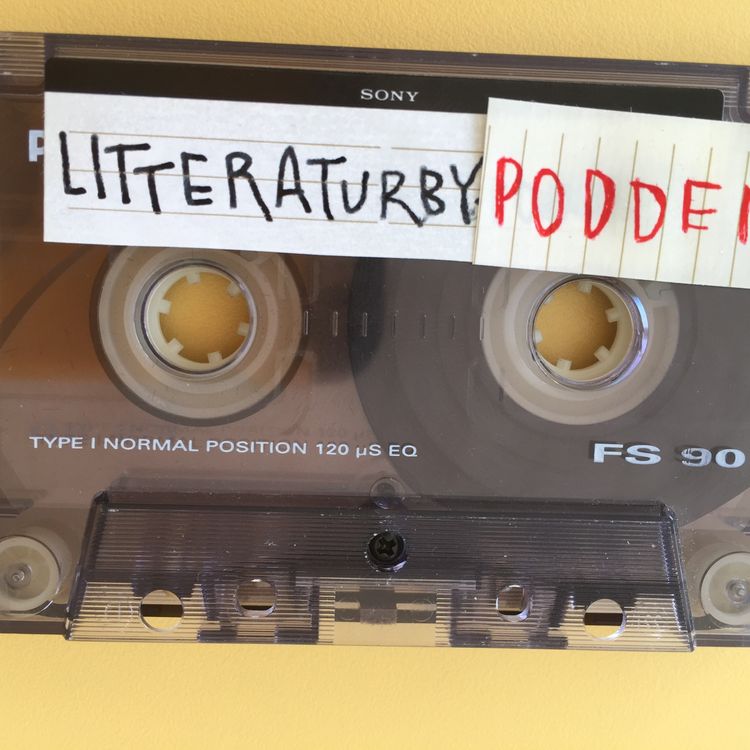 SONY
LITTERATURBY
PODDE
TYPE I NORMAL POSITION 120 µS EQ
FS 90